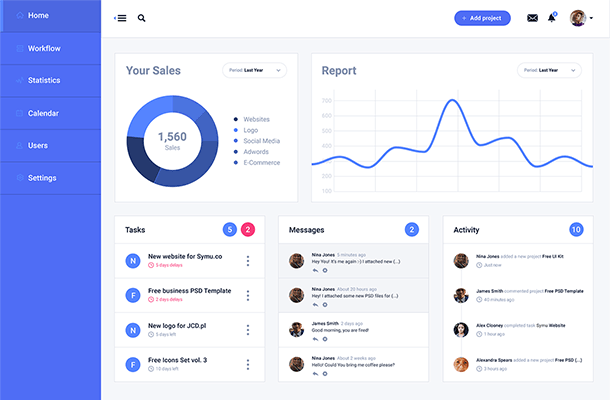 Home
Workflow
Statistics
Calendar
Users
Settings
Add project
4
Your Sales
Period: Last Year
1,560
Sales
Websites
Logo
Social Media
Adwords
E-Commerce
Report
Period: Last Year
700
600
500
400
300
200
100
Tasks
5
2
N
New website for Symu.co
5 days delays
F
Free business PSD Template
2 days delays
N
New logo for JCD.pl
5 days left
F
Free Icons Set vol. 3
10 days left
Messages
2
Nina Jones 5 minutes ago
Hey You! It's me again :-) I attached new (...)
Nina Jones About 20 hours ago
Hey! I attached some new PSD files for (...)
James Smith 2 days ago
Good morning, you are fired!
Nina Jones About 2 weeks ago
Hello! Could You bring me coffee please?
Activity
10
Nina Jones added a new project Free UI Kit
Just now
James Smith commented project Free PSD Template
40 minutes ago
Alex Clooney completed task Symu Website
1 hour ago
Alexandra Spears added a new project Free PSD (...)
3 hours ago